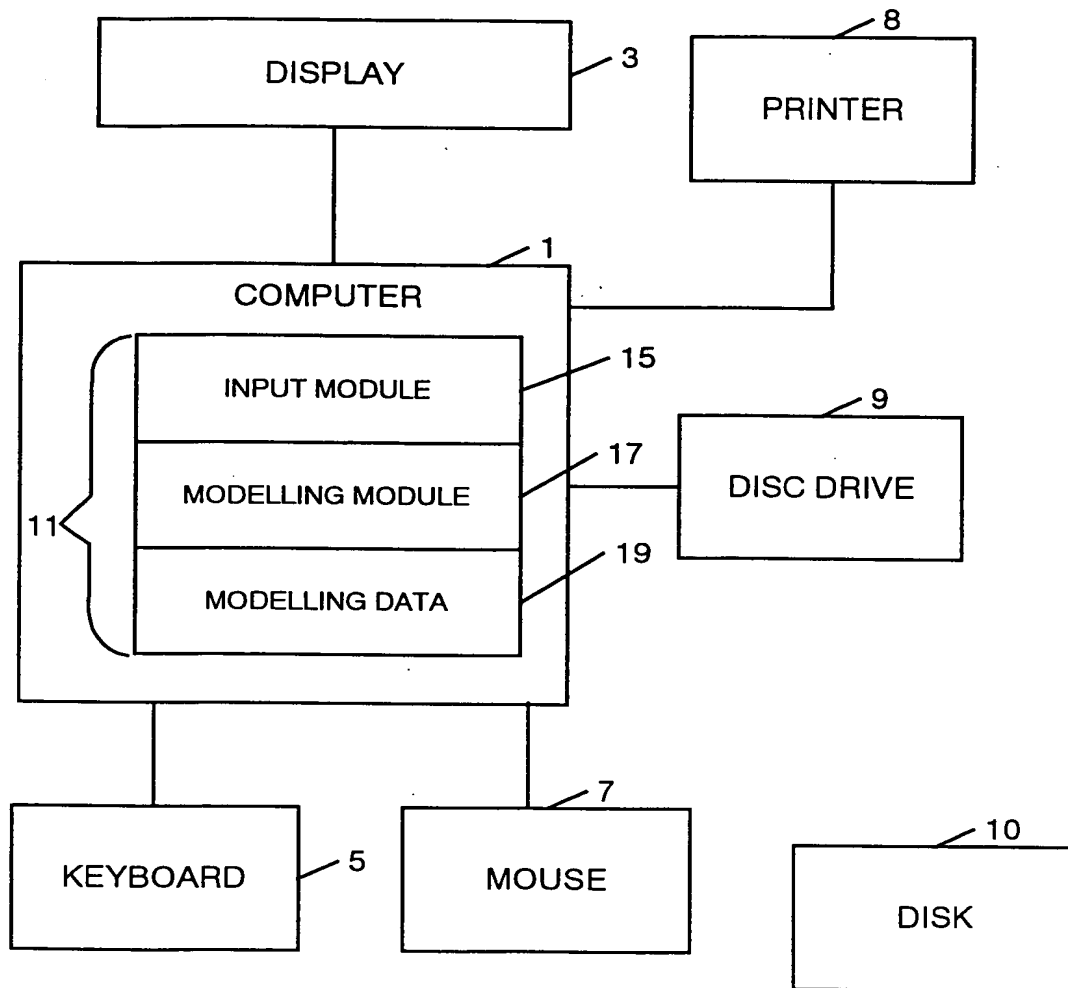 8
DISPLAY
3
PRINTER
1
COMPUTER
15
INPUT MODULE
9
17
MODELLING MODULE
DISC DRIVE
11
19
MODELLING DATA
7
10
KEYBOARD
5
MOUSE
DISK